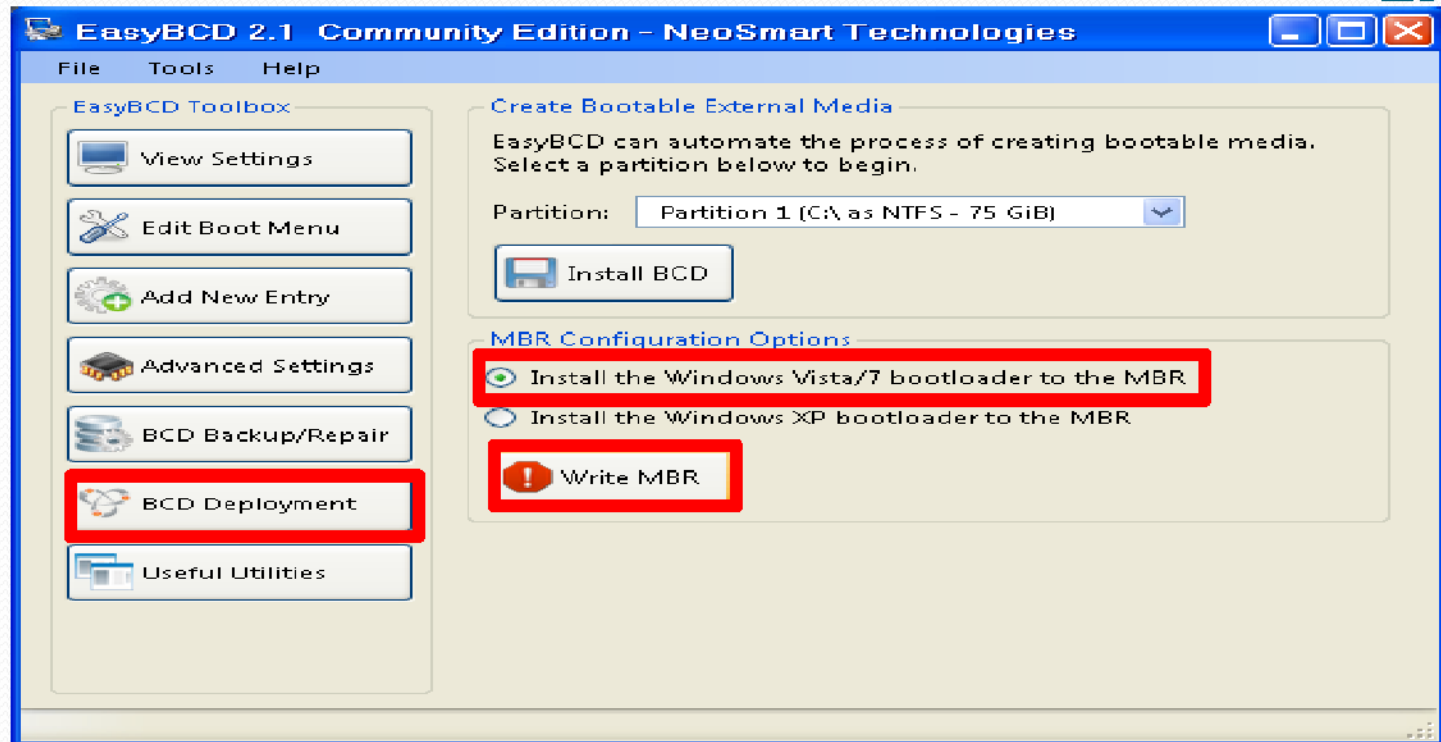 EasyBCD 2.1 Community Edition - NeoSmart Technologies
File Tools Help
EasyBCD Toolbox
View Settings
Edit Boot Menu
Add New Entry
Advanced Settings
BCD Backup/Repair
BCD Deployment
Useful Utilities
Create Bootable External Media
EasyBCD can automate the process of creating bootable media.
Select a partition below to begin.
Partition: Partition 1 (C:\ as NTFS - 75 GiB)
Install BCD
MBR Configuration Options
Install the Windows Vista/7 bootloader to the MBR
Install the Windows XP bootloader to the MBR
Write MBR